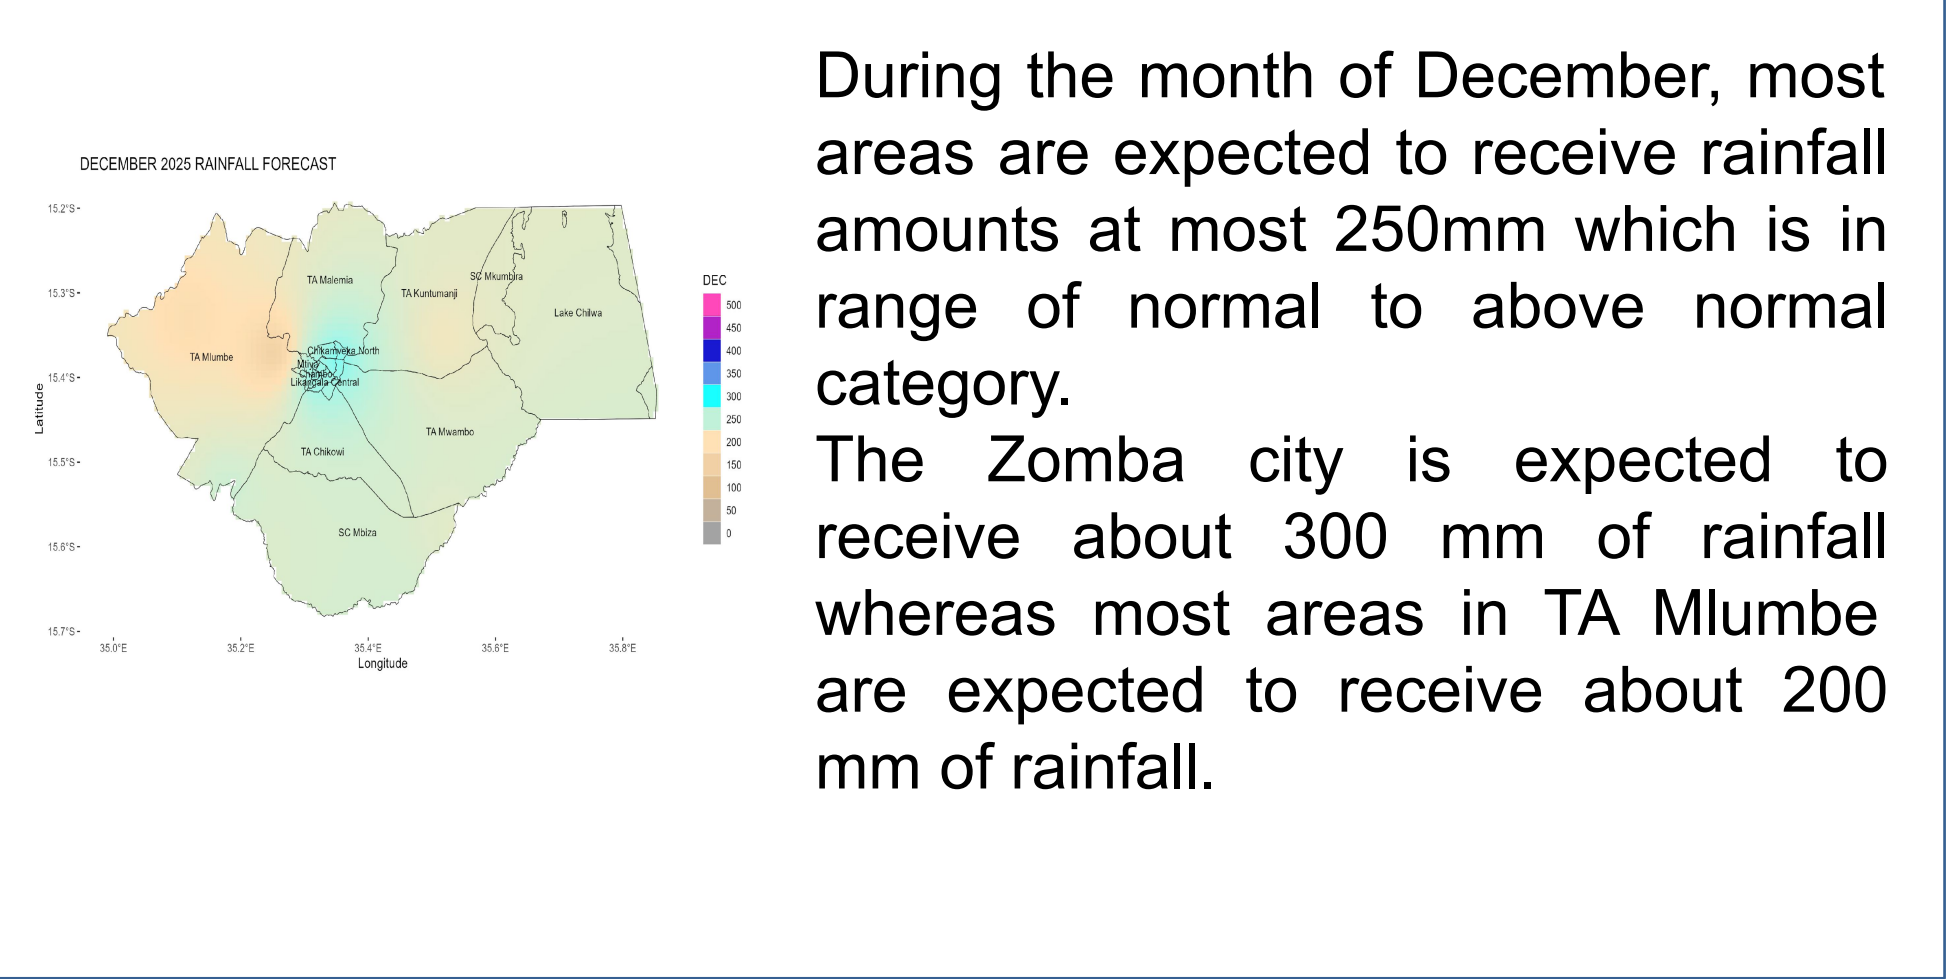 DECEMBER 2025 RAINFALL FORECAST
15.2°S
15.3°S
15.4°S
15.5°S
15.6°S
15.7°S
Latitude
35.0°E 35.2°E 35.4°E 35.6°E 35.8°E
Longitude
TA Malemia
SC Mkumbira
TA Kuntumanji
Lake Chilwa
Chikamveka North
TA Mlumbe
Mtiya
Chambo
Likangala Central
TA Mwambo
TA Chikowi
SC Mbiza
DEC
500
450
400
350
300
250
200
150
100
50
0
During the month of December, most
areas are expected to receive rainfall
amounts at most 250mm which is in
range of normal to above normal
category.
The Zomba city is expected to
receive about 300 mm of rainfall
whereas most areas in TA Mlumbe
are expected to receive about 200
mm of rainfall.